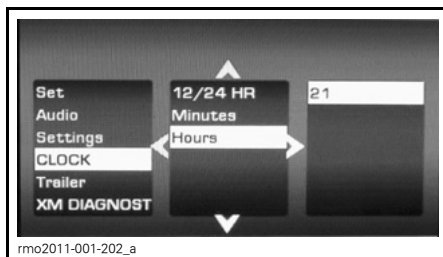 Set
Audio
Settings
CLOCK
Trailer
XM DIAGNOST
12/24 HR
Minutes
Hours
21
rmo2011-001-202_a